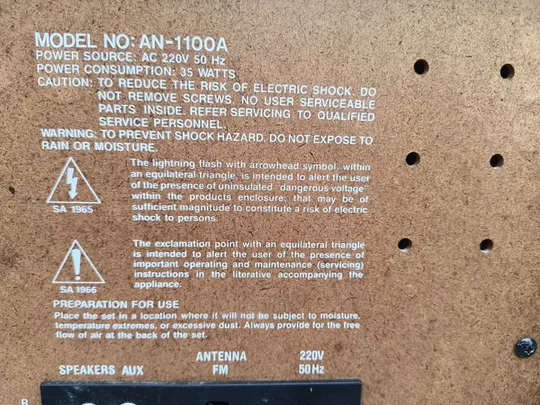 MODEL NO: AN-1100A
POWER SOURCE: AC 220V 50 Hz
POWER CONSUMPTION: 35 WATTS
CAUTION: TO REDUCE THE RISK OF ELECTRIC SHOCK, DO
NOT REMOVE SCREWS, NO USER SERVICEABLE
PARTS INSIDE. REFER SERVICING TO QUALIFIED
SERVICE PERSONNEL.
WARNING: TO PREVENT SHOCK HAZARD, DO NOT EXPOSE TO
RAIN OR MOISTURE.
The lightning flash with arrowhead symbol, within
an equilateral triangle, is intended to alert the user
of the presence of uninsulated "dangerous voltage"
within the products enclosure; that may be of
sufficient magnitude to constitute a risk of electric
shock to persons.
SA 1965
The exclamation point with an equilateral triangle
is intended to alert the user of the presence of
important operating and maintenance (servicing)
instructions in the literative accompanying the
appliance.
SA 1966
PREPARATION FOR USE
Place the set in a location where it will not be subject to moisture,
temperature extremes, or excessive dust. Always provide for the free
flow of air at the back of the set.
SPEAKERS AUX
ANTENNA
FM
220V
50Hz
R